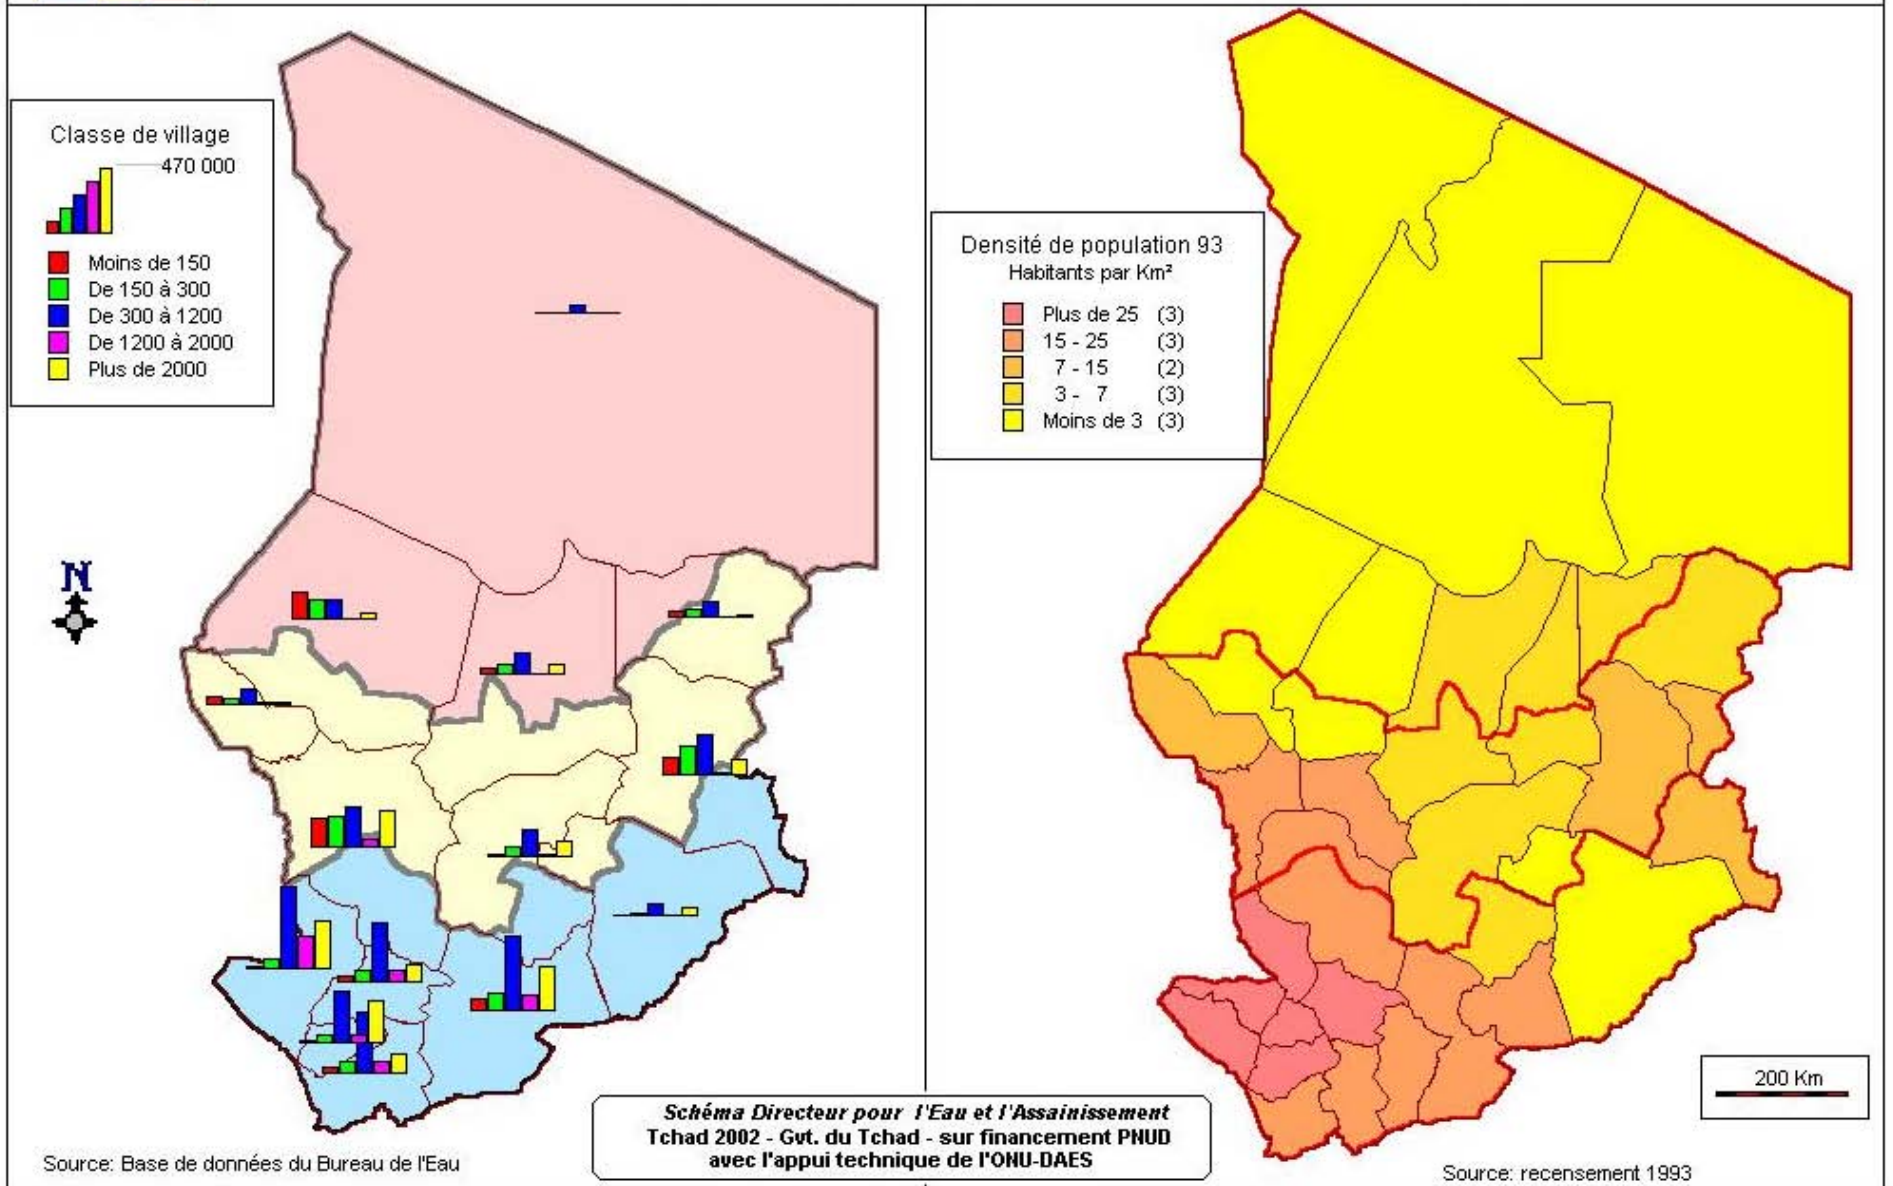 Classe de village
470 000
Moins de 150
De 150 à 300
De 300 à 1200
De 1200 à 2000
Plus de 2000
N
Source: Base de données du Bureau de l'Eau
Densité de population 93
Habitants par Km²
Plus de 25 (3)
15 - 25 (3)
7 - 15 (2)
3 - 7 (3)
Moins de 3 (3)
200 Km
Schéma Directeur pour l'Eau et l'Assainissement
Tchad 2002 - Gvt. du Tchad - sur financement PNUD
avec l'appui technique de l'ONU-DAES
Source: recensement 1993